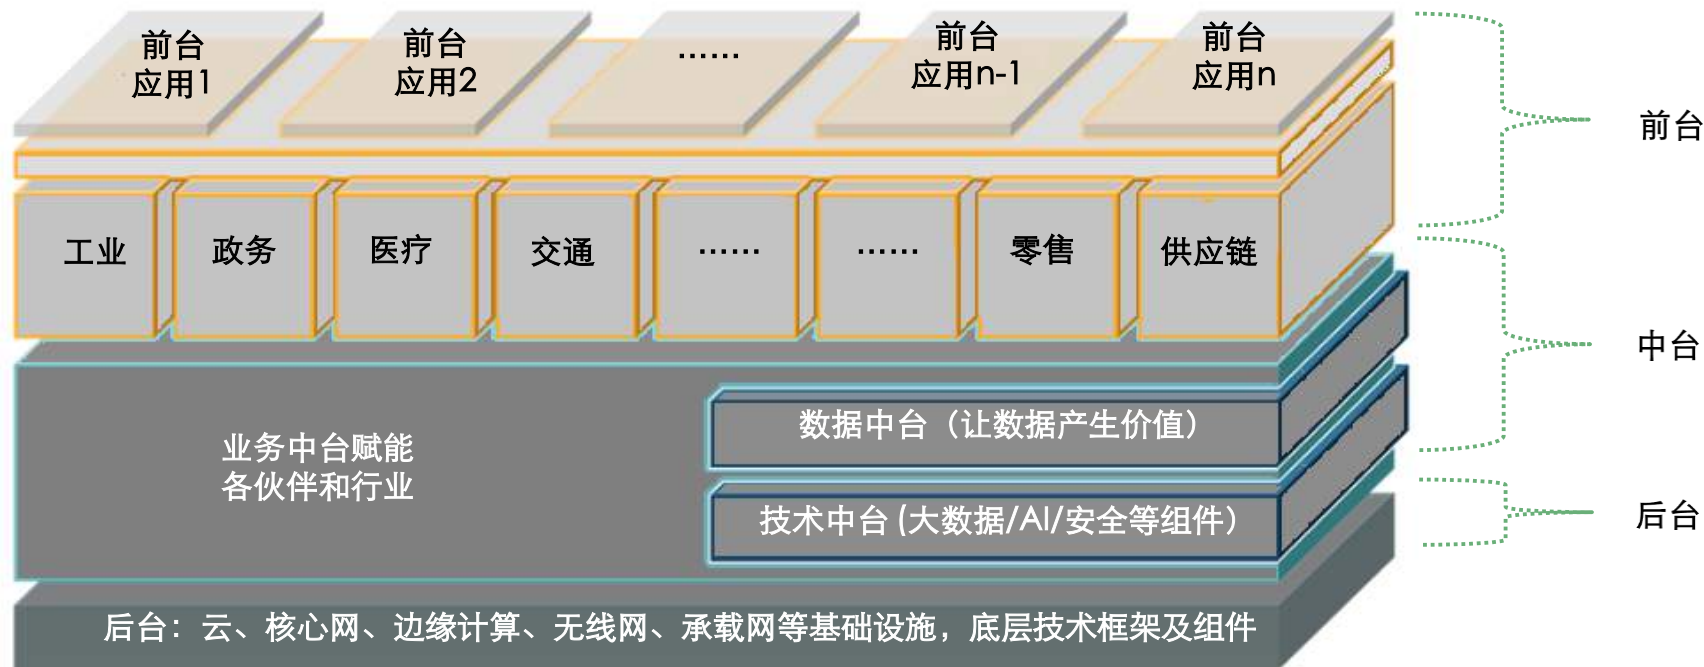 前台
应用1
前台
应用2
……
前台
应用n-1
前台
应用n
前台
工业
政务
医疗
交通
……
……
零售
供应链
中台
业务中台赋能
各伙伴和行业
数据中台（让数据产生价值）
技术中台 (大数据/AI/安全等组件）
后台
后台：云、核心网、边缘计算、无线网、承载网等基础设施，底层技术框架及组件